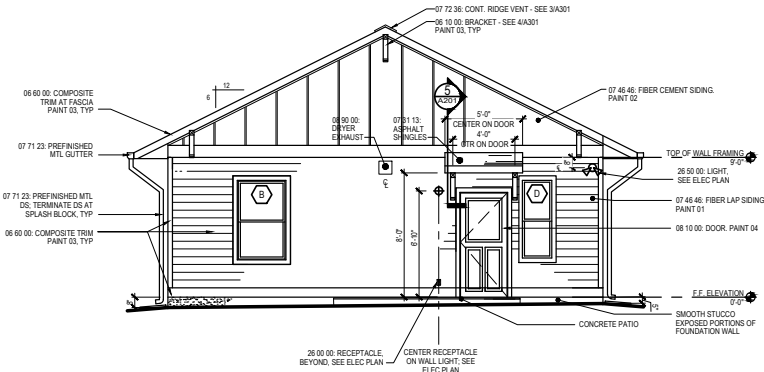 07 72 36: CONT. RIDGE VENT - SEE 3/A301
06 10 00: BRACKET - SEE 4/A301
PAINT 03, TYP
06 60 00: COMPOSITE
TRIM AT FASCIA
PAINT 03, TYP
12
6
5
A201
5'-0"
CENTER ON DOOR
4'-0"
CTR ON DOOR
07 46 46: FIBER CEMENT SIDING.
PAINT 02
08 90 00:
DRYER
EXHAUST
07 31 13:
ASPHALT
SHINGLES
07 71 23: PREFINISHED
MTL GUTTER
TOP OF WALL FRAMING
9'-0"
26 50 00: LIGHT,
SEE ELEC PLAN
07 71 23: PREFINISHED MTL
DS; TERMINATE DS AT
SPLASH BLOCK, TYP
B
D
07 46 46: FIBER LAP SIDING
PAINT 01
06 60 00: COMPOSITE TRIM
PAINT 03, TYP
8'-0"
6'-10"
08 10 00: DOOR. PAINT 04
F.F. ELEVATION
0'-0"
SMOOTH STUCCO
EXPOSED PORTIONS OF
FOUNDATION WALL
CONCRETE PATIO
26 00 00: RECEPTACLE,
BEYOND, SEE ELEC PLAN
CENTER RECEPTACLE
ON WALL LIGHT; SEE
ELEC PLAN